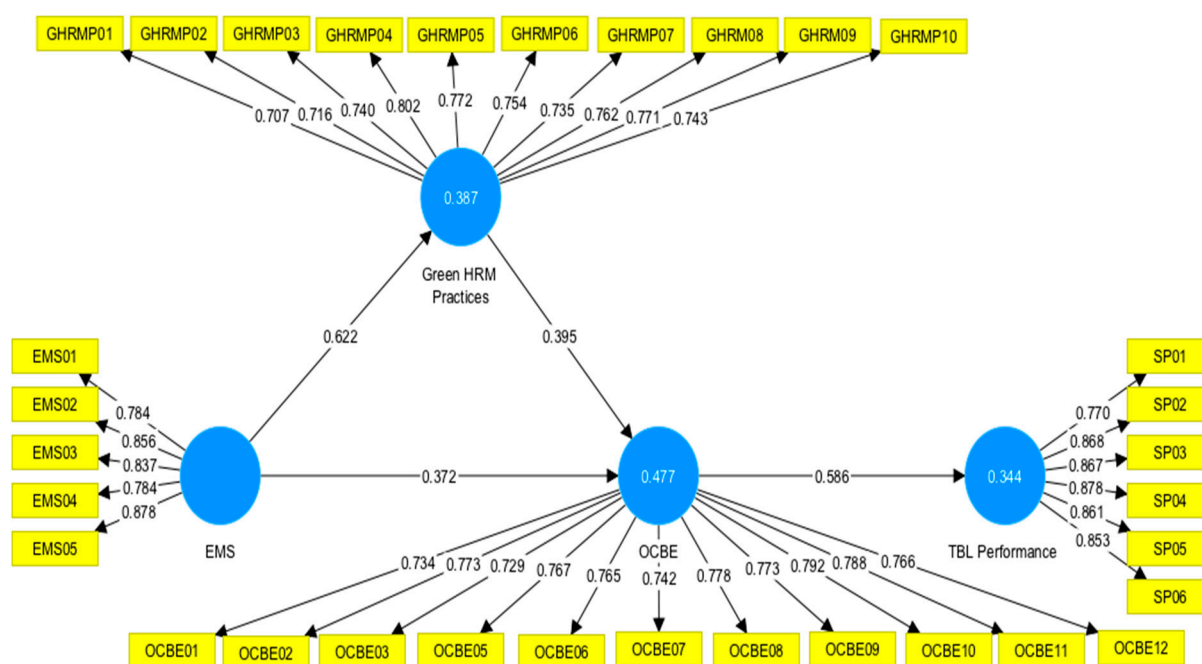 GHRMP01 GHRMP02 GHRMP03 GHRMP04 GHRMP05 GHRMP06 GHRMP07 GHRM08 GHRM09 GHRMP10
0.707 0.716 0.740 0.802 0.772 0.754 0.735 0.762 0.771 0.743
0.387
Green HRM
Practices
0.622
0.395
EMS01
EMS02
EMS03
EMS04
EMS05
0.784
0.856
0.837
0.784
0.878
EMS
0.372
0.477
OCBE
0.586
0.344
TBL Performance
0.770
0.868
0.867
0.878
0.861
0.853
SP01
SP02
SP03
SP04
SP05
SP06
0.734 0.773 0.729 0.767 0.765 0.742 0.778 0.773 0.792 0.788 0.766
OCBE01 OCBE02 OCBE03 OCBE05 OCBE06 OCBE07 OCBE08 OCBE09 OCBE10 OCBE11 OCBE12